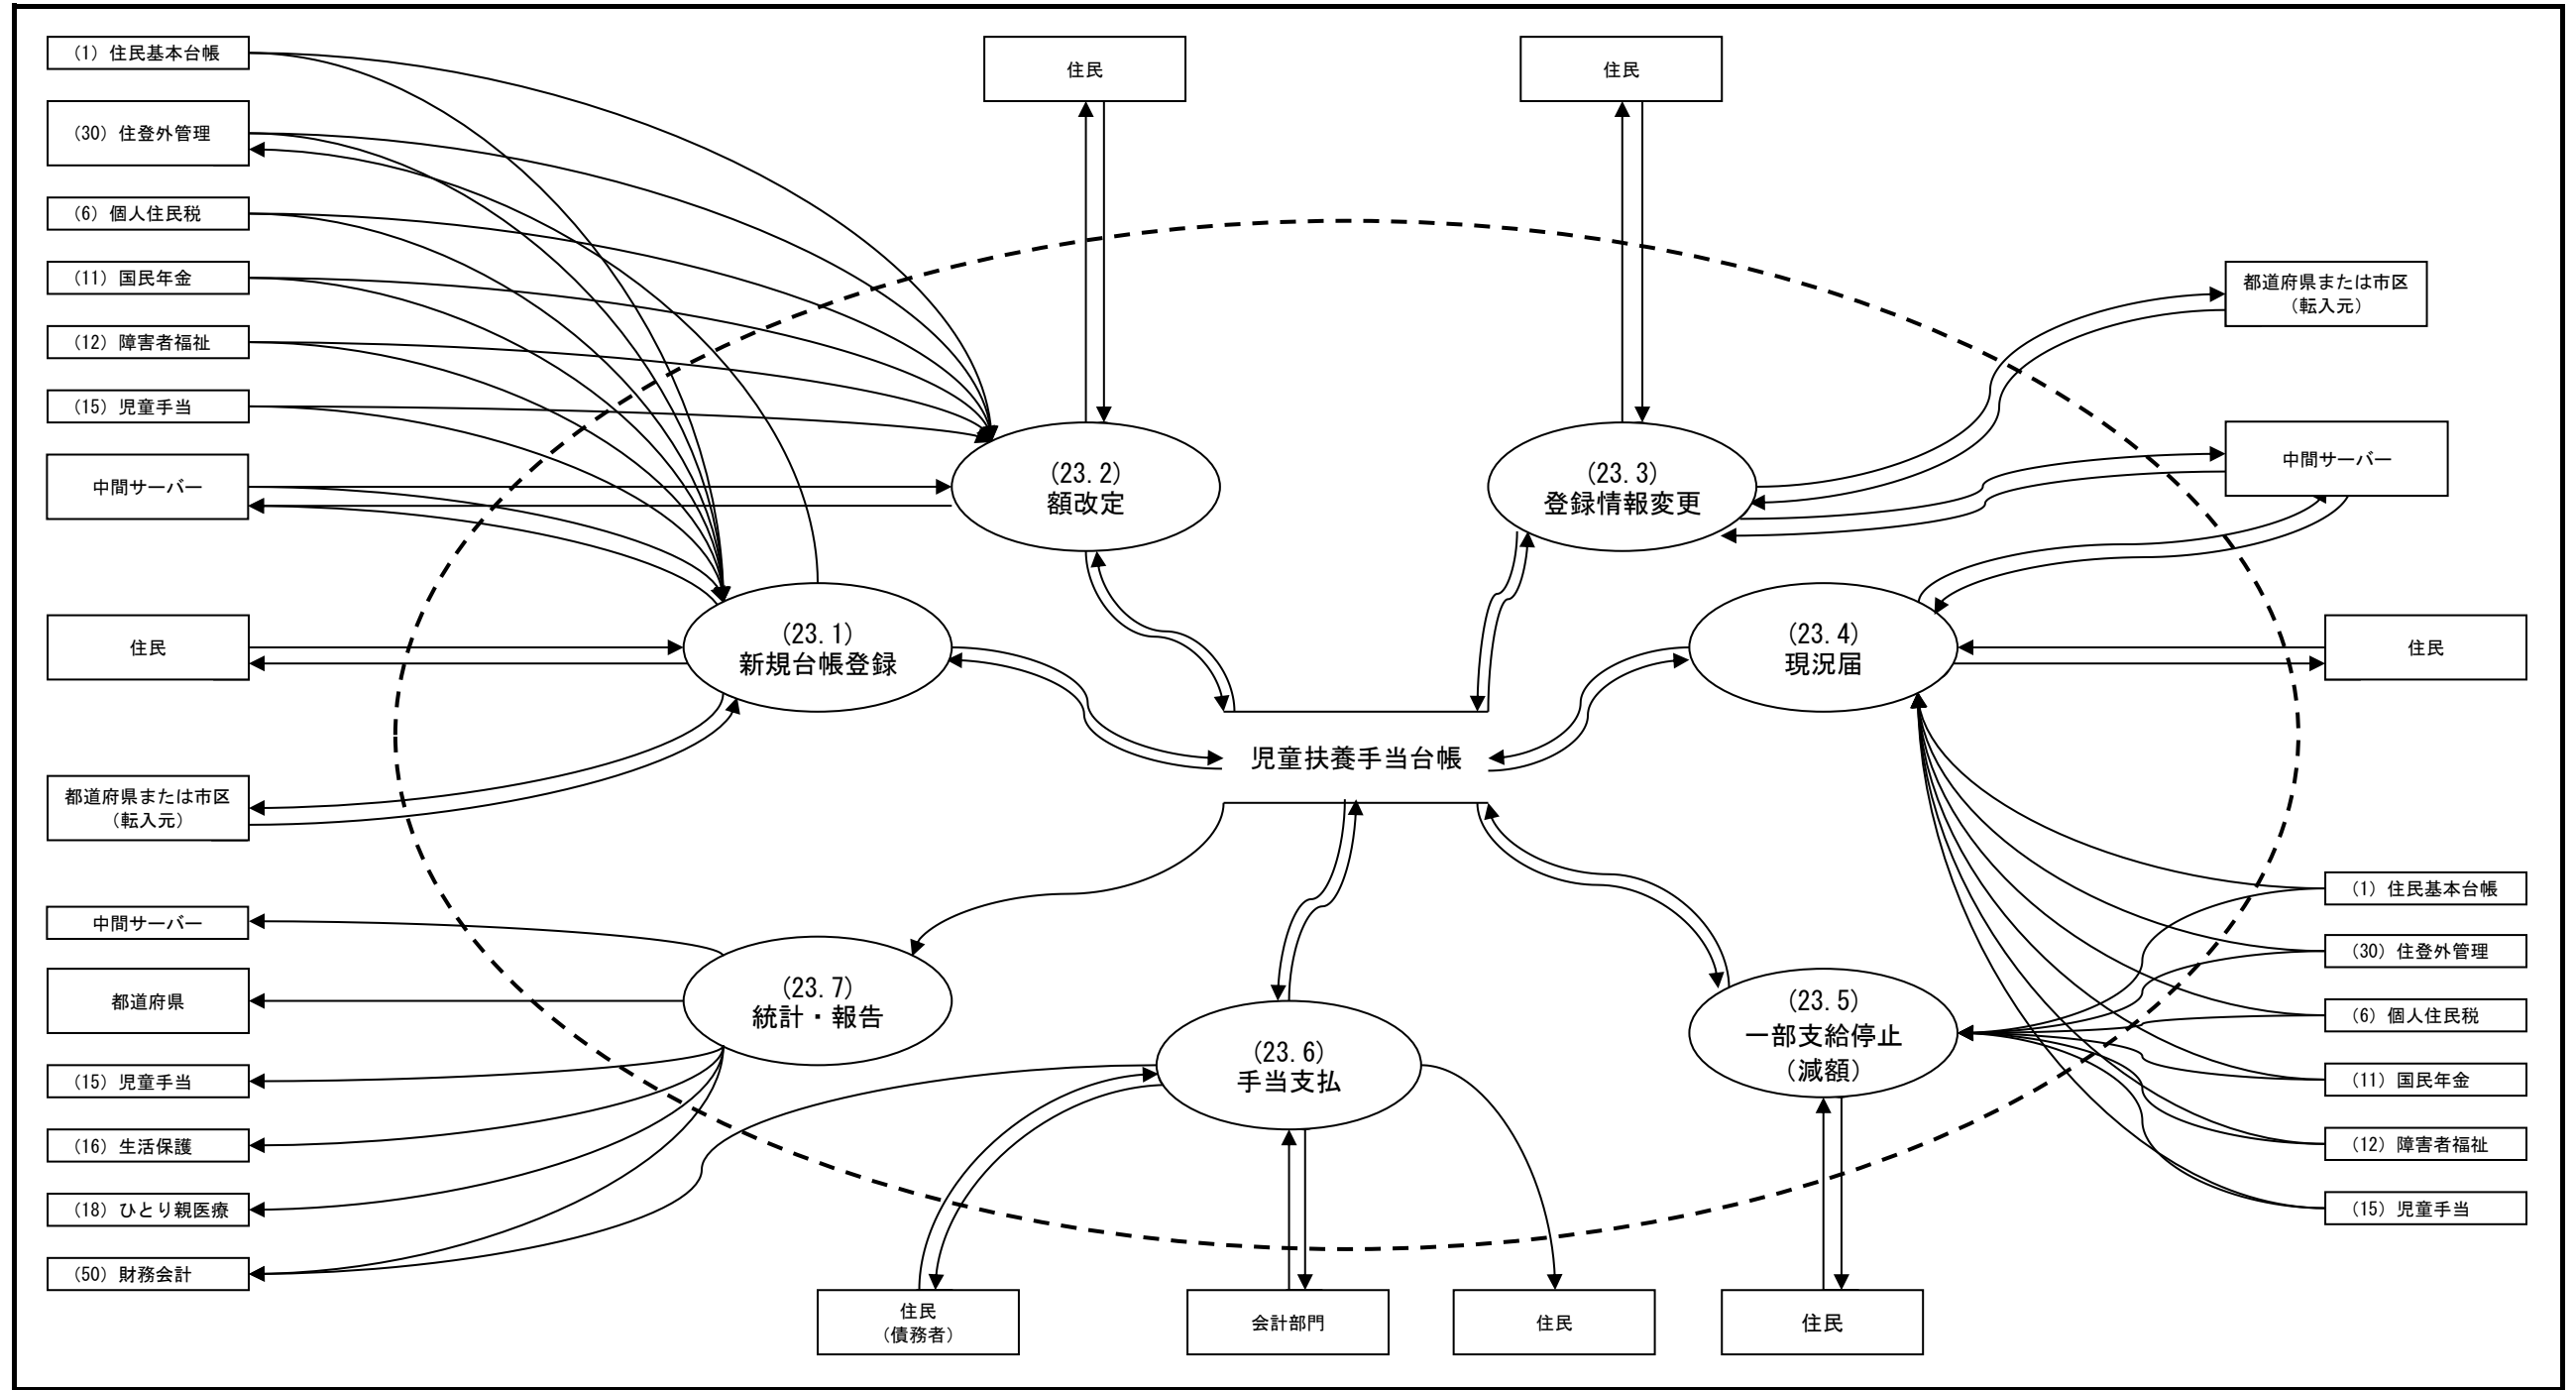 （1）住民基本台帳
（30）住登外管理
（6）個人住民税
（11）国民年金
（12）障害者福祉
（15）児童手当
中間サーバー
住民
都道府県または市区
（転入元）
中間サーバー
都道府県
（15）児童手当
（16）生活保護
（18）ひとり親医療
（50）財務会計
住民
住民
(23.2)
額改定
(23.3)
登録情報変更
(23.1)
新規台帳登録
(23.4)
現況届
児童扶養手当台帳
(23.7)
統計・報告
(23.6)
手当支払
(23.5)
一部支給停止
（減額）
住民
（債務者）
会計部門
住民
住民
都道府県または市区
（転入元）
中間サーバー
住民
（1）住民基本台帳
（30）住登外管理
（6）個人住民税
（11）国民年金
（12）障害者福祉
（15）児童手当